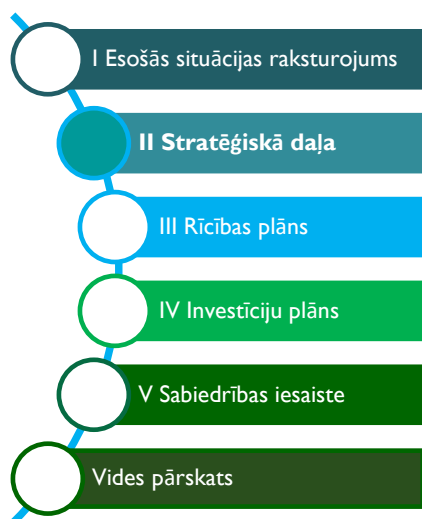 I Esošās situācijas raksturojums
II Stratēģiskā daļa
III Rīcības plāns
IV Investīciju plāns
V Sabiedrības iesaiste
Vides pārskats